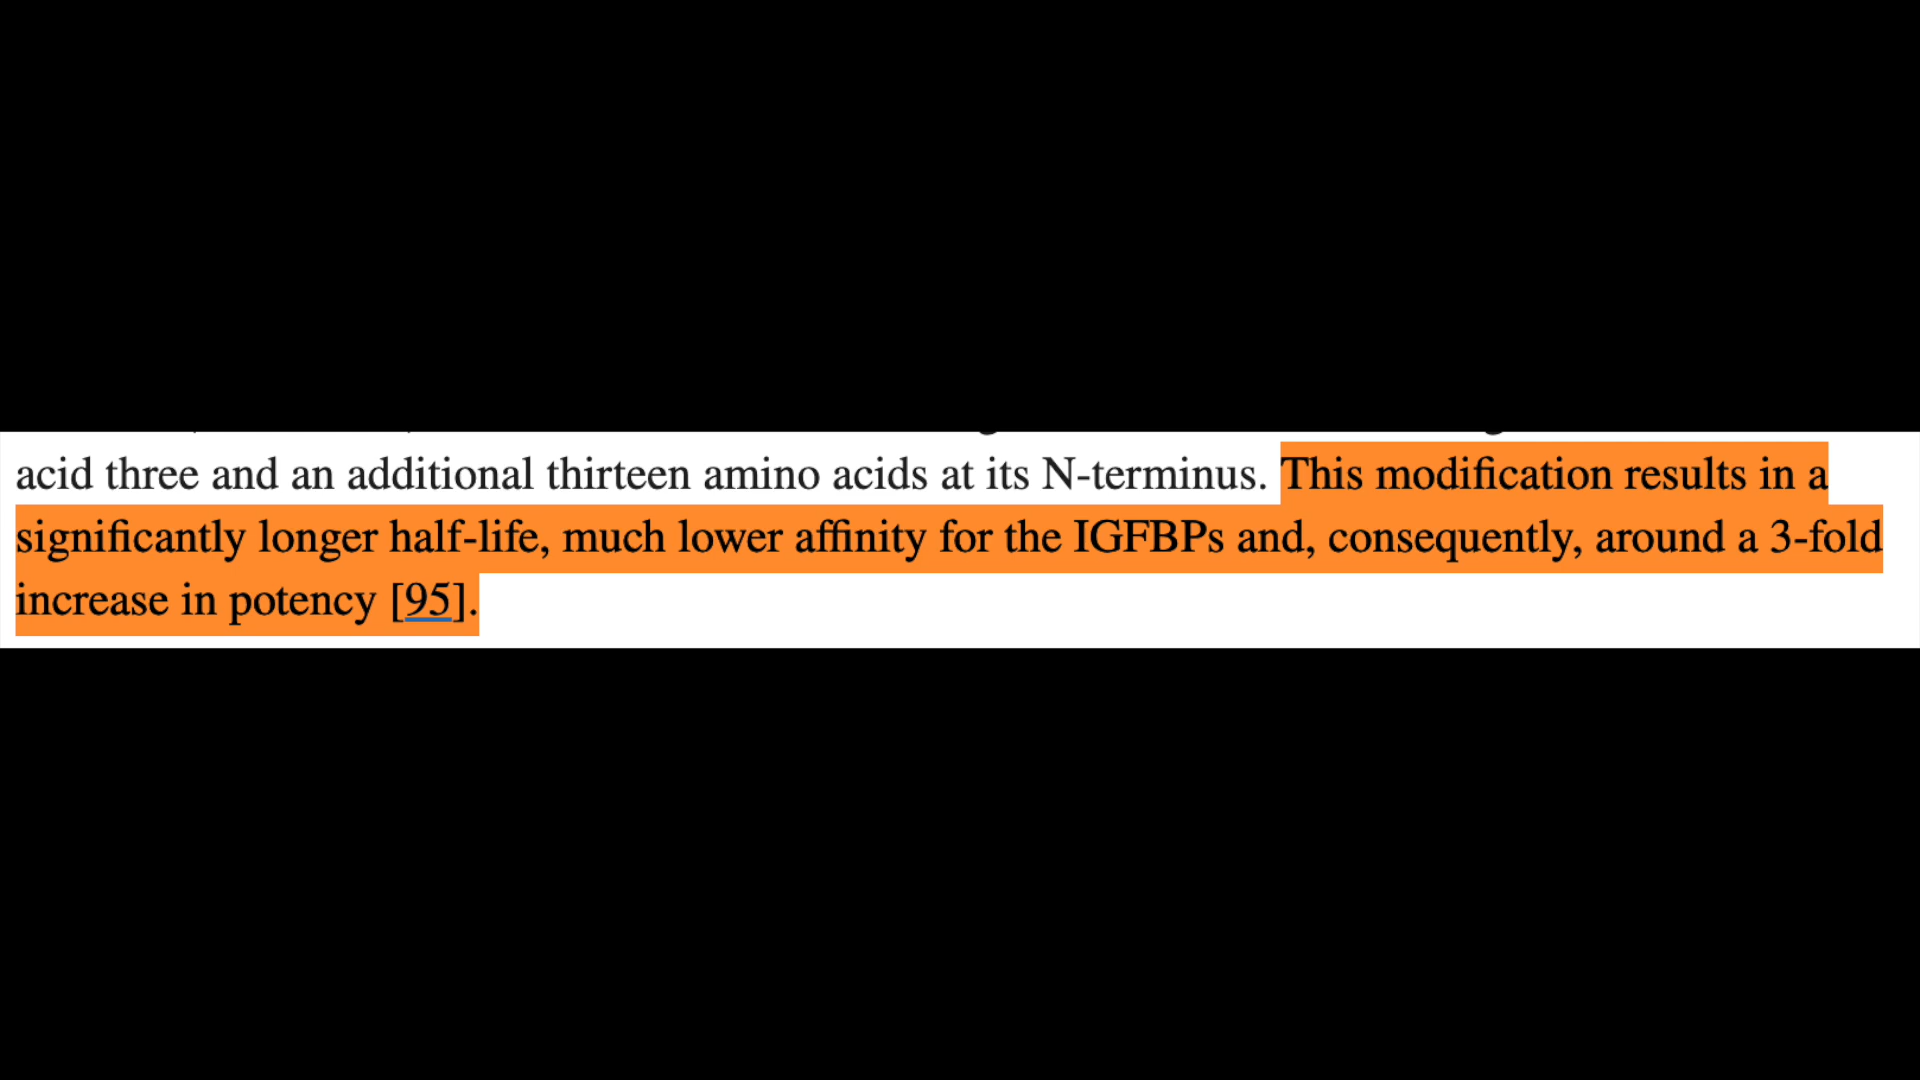 acid three and an additional thirteen amino acids at its N-terminus. This modification results in a
significantly longer half-life, much lower affinity for the IGFBPs and, consequently, around a 3-fold
increase in potency [95].